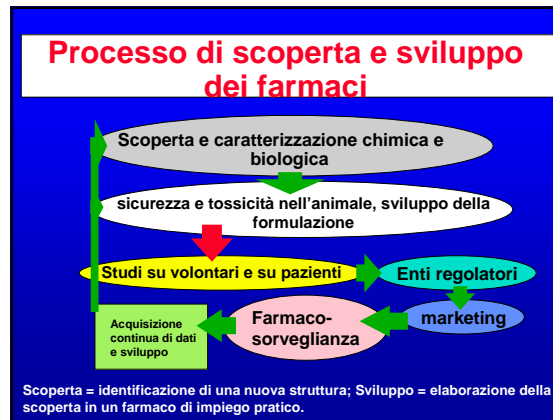 Processo di scoperta e sviluppo
dei farmaci
Scoperta e caratterizzazione chimica e
biologica
sicurezza e tossicità nell'animale, sviluppo della
formulazione
Studi su volontari e su pazienti
Enti regolatori
marketing
Farmaco-
sorveglianza
Acquisizione
continua di dati
e sviluppo
Scoperta = identificazione di una nuova struttura; Sviluppo = elaborazione della
scoperta in un farmaco di impiego pratico.